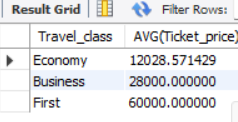 Result Grid Filter Rows:
Travel_class AVG(Ticket_price)
Economy 12028.571429
Business 28000.000000
First 60000.000000